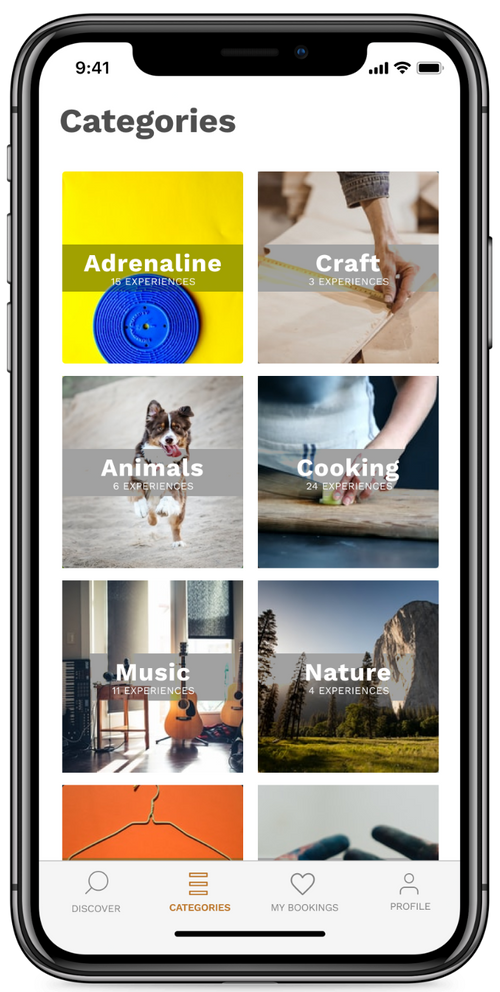 9:41
Categories
Adrenaline
15 EXPERIENCES
Craft
3 EXPERIENCES
Animals
6 EXPERIENCES
Cooking
24 EXPERIENCES
Music
11 EXPERIENCES
Nature
4 EXPERIENCES
DISCOVER
CATEGORIES
MY BOOKINGS
PROFILE